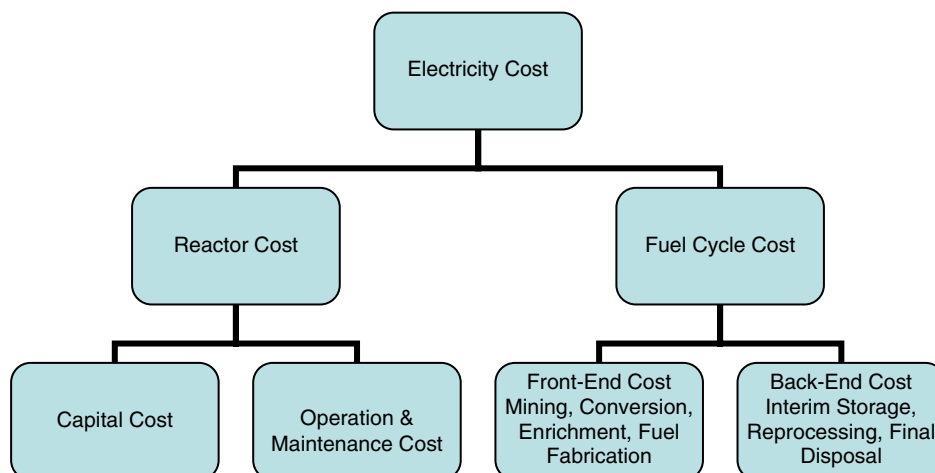 Electricity Cost
Reactor Cost
Fuel Cycle Cost
Capital Cost
Operation &
Maintenance Cost
Front-End Cost
Mining, Conversion,
Enrichment, Fuel
Fabrication
Back-End Cost
Interim Storage,
Reprocessing, Final
Disposal